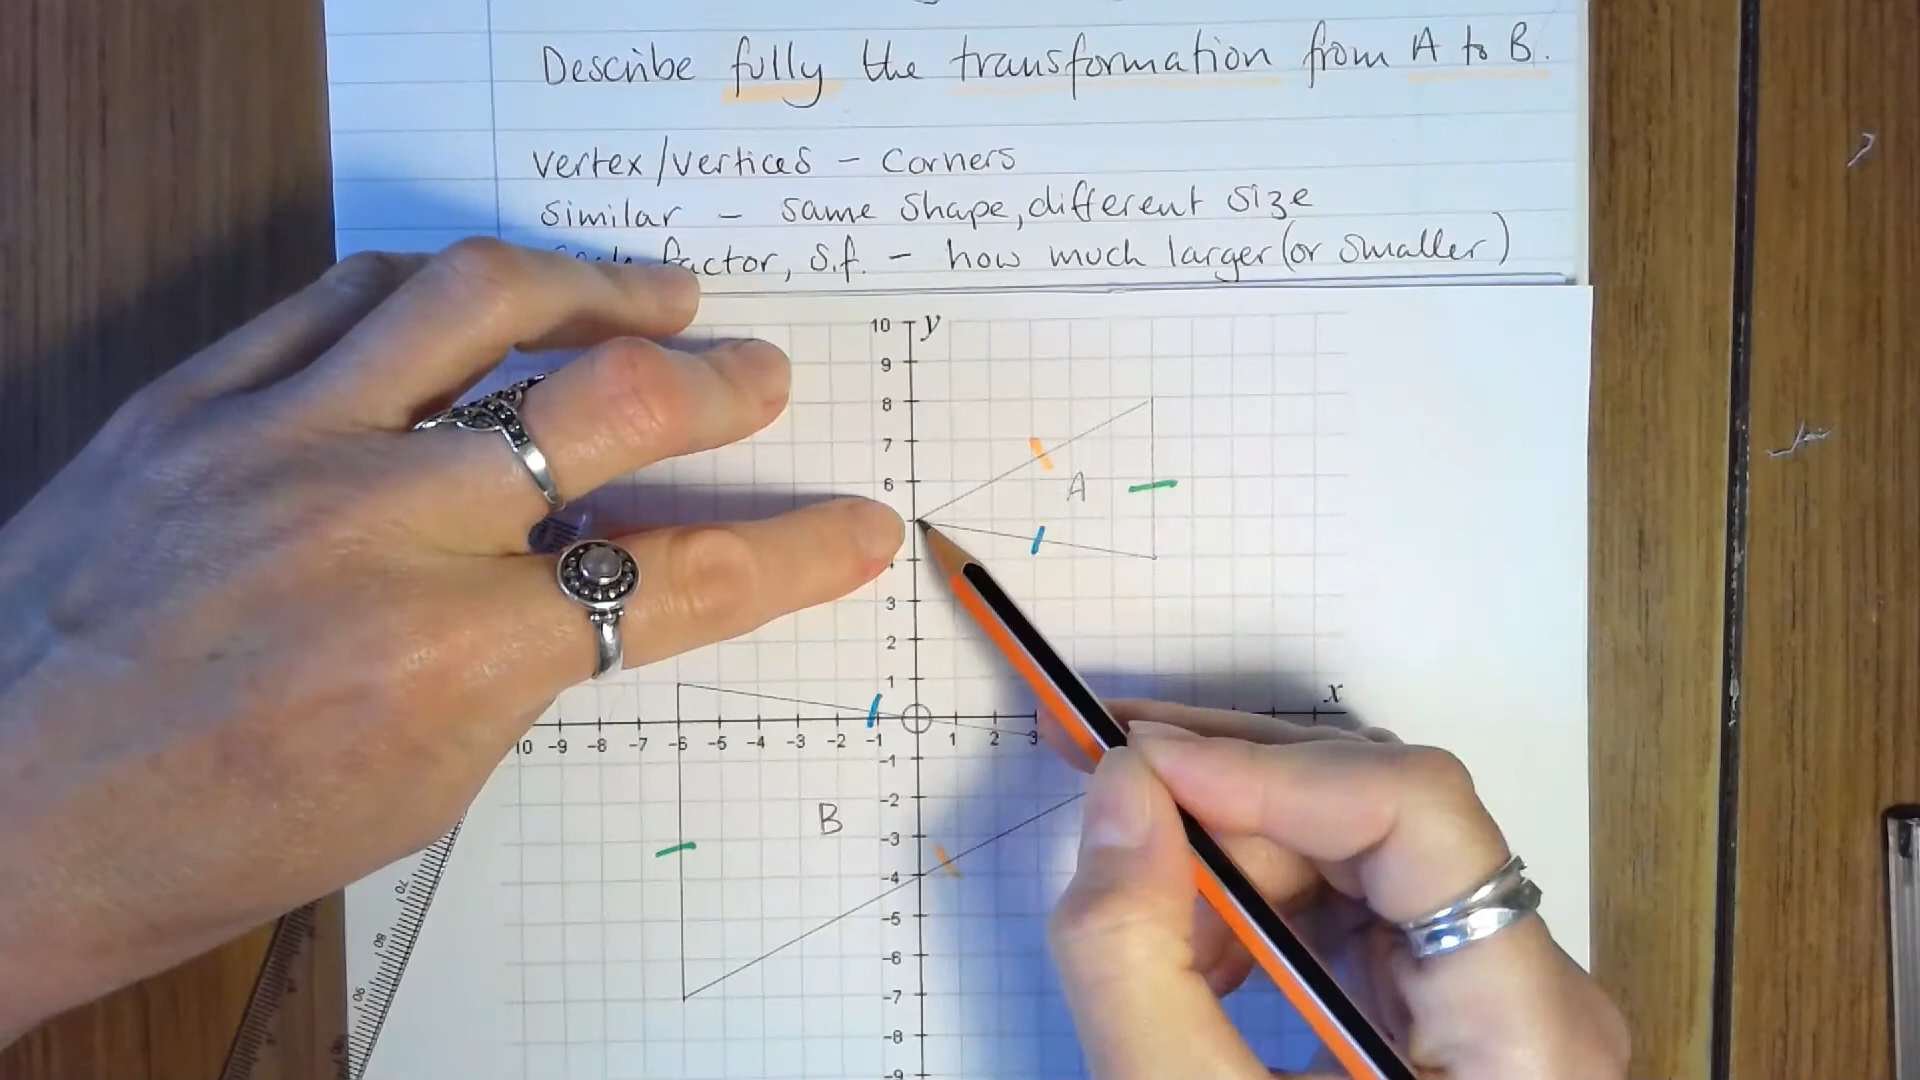 Describe fully the transformation from A to B.
vertex/vertices - corners
similar - same shape, different size
factor, s.f. - how much larger (or smaller)
10 y
9
8
7
A
6
3
2
1
x
-9 -8 -7 -6 -5 -4 -3 -2 -1 1 2 3
-1
-2
B
-3
-4
-5
-6
-7
-8
-9
70
80
90